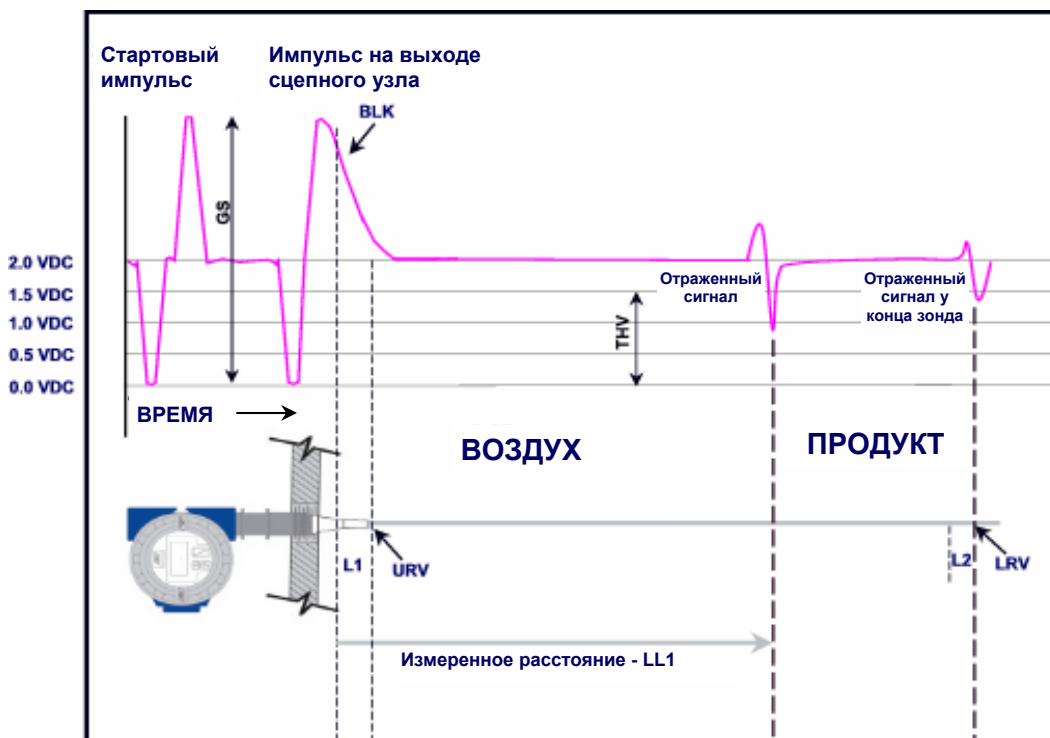 Стартовый
импульс
Импульс на выходе
сцепного узла
BLK
GS
2.0 VDC
1.5 VDC
1.0 VDC
0.5 VDC
0.0 VDC
Отраженный
сигнал
Отраженный
сигнал у
конца зонда
THV
ВРЕМЯ
ВОЗДУХ
ПРОДУКТ
L1
URV
L2
LRV
Измеренное расстояние - LL1